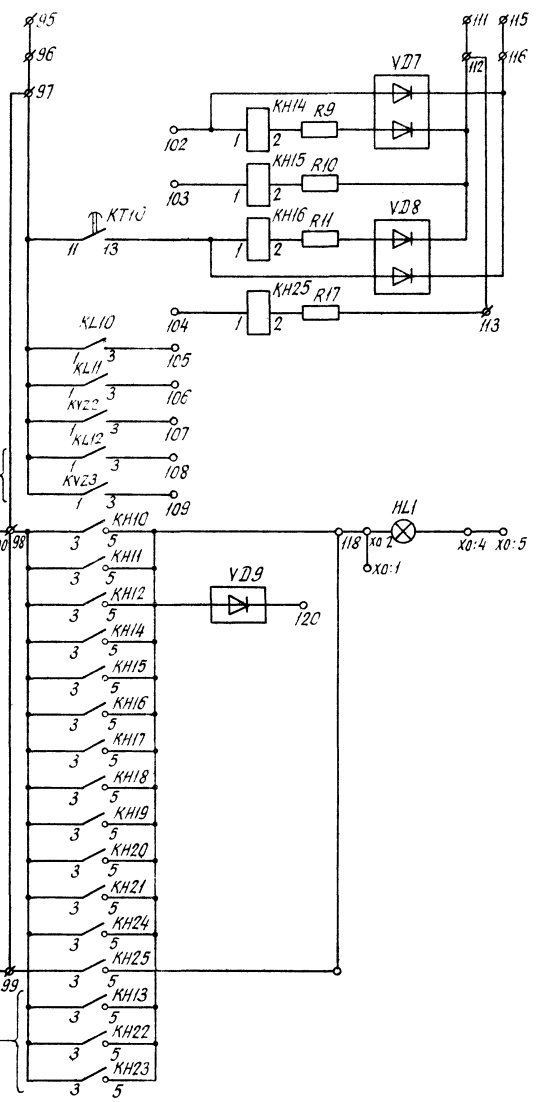 95 111 115
96 112 116
97 VD7
KH14 R9
102 1 2
KH15 R10
103 1 2
KT10 KH16 R11 VD8
11 13 1 2
KH25 R17
104 1 2 113
KL10
1 3 105
KL11
1 3 106
KVZ2
1 3 107
KL12
1 3 108
KVZ3
1 3 109
98 KH10 HL1
3 5 118 X0:2 X0:4 X0:5
X0:1
KH11
3 5
KH12 VD9
3 5 120
KH14
3 5
KH15
3 5
KH16
3 5
KH17
3 5
KH18
3 5
KH19
3 5
KH20
3 5
KH21
3 5
KH24
3 5
KH25
99 3 5
KH13
3 5
KH22
3 5
KH23
3 5